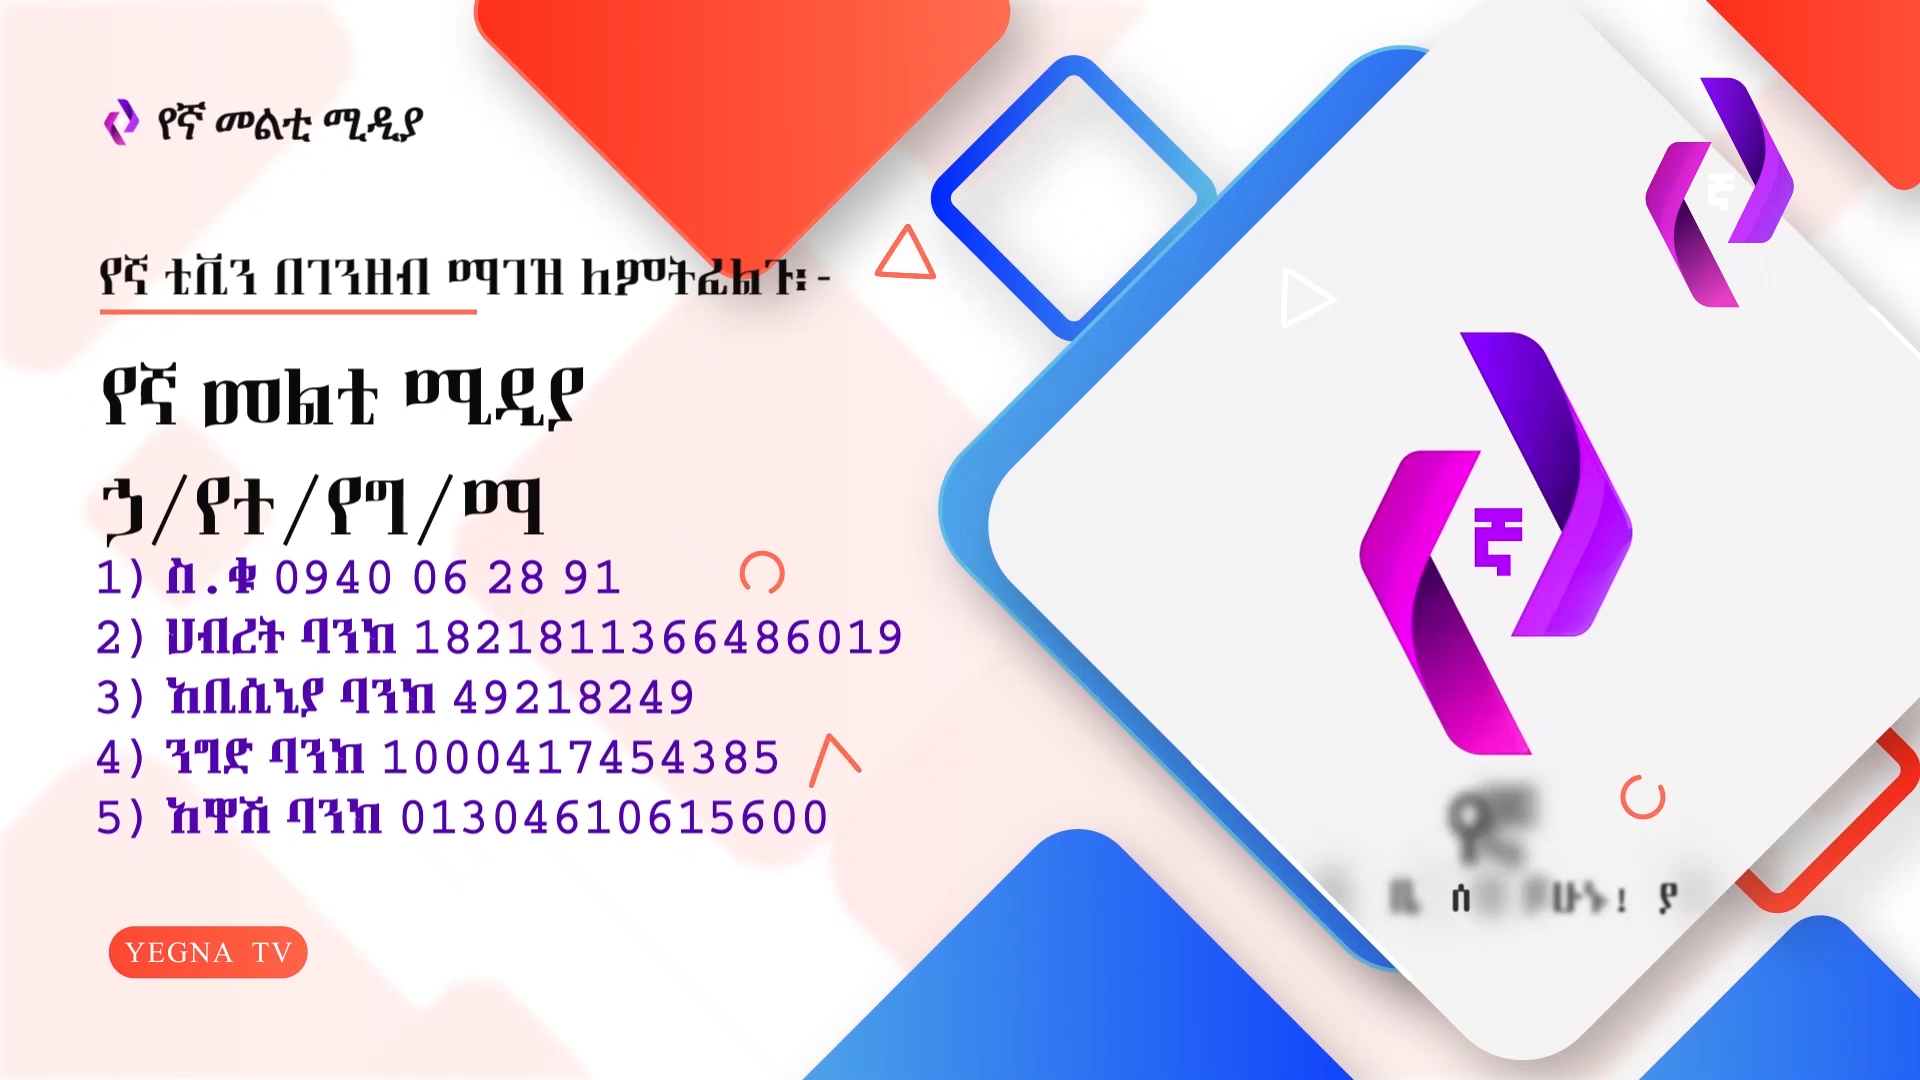 የኛ መልቲ ሚዲያ
የኛ ቲቪን በገንዘብ ማገዝ ለምትፈልጉ፤-
የኛ መልቲ ሚዲያ
ኃ/የተ/የግ/ማ
1) ስ.ቁ 0940 06 28 91
2) ህብረት ባንክ 1821811366486019
3) አቢሲኒያ ባንክ 49218249
4) ንግድ ባንክ 1000417454385
5) አዋሽ ባንክ 01304610615600
YEGNA TV
ኛ
ኛ